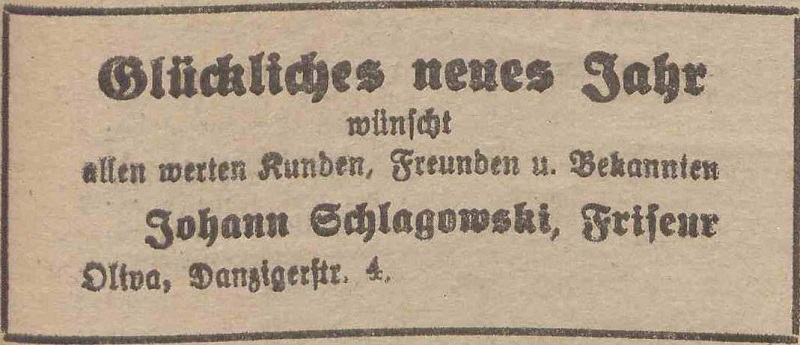 Glückliches neues Jahr
wünscht
allen werten Kunden, Freunden u. Bekannten
Johann Schlagowski, Friseur
Oliva, Danzigerstr. 4.